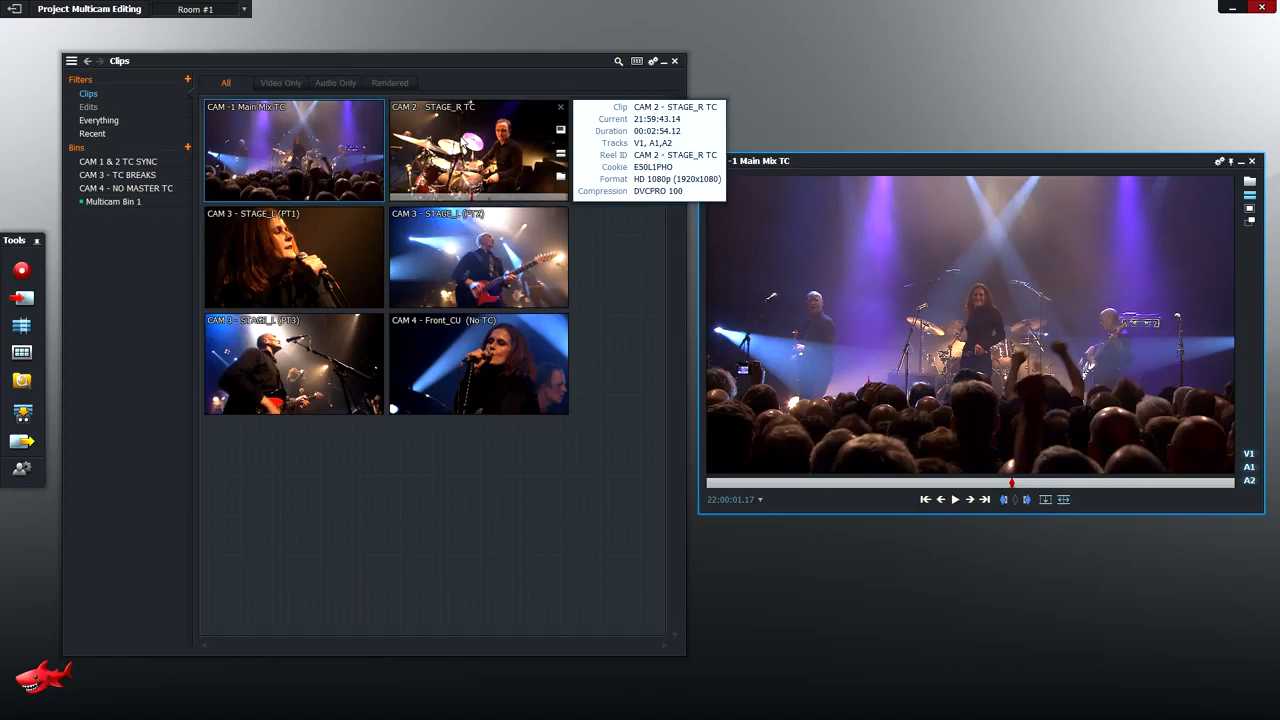 Project Multicam Editing
Room #1
Clips
Filters
Clips
Edits
Everything
Recent
Bins
CAM 1 & 2 TC SYNC
CAM 3 - TC BREAKS
CAM 4 - NO MASTER TC
Multicam Bin 1
All
Video Only
Audio Only
Rendered
CAM -1 Main Mix TC
CAM 2 - STAGE_R TC
CAM 3 - STAGE_L (PT1)
CAM 3 - STAGE_L (PT2)
CAM 3 - STAGE_L (PT3)
CAM 4 - Front_CU (No TC)
Clip CAM 2 - STAGE_R TC
Current 21:59:43.14
Duration 00:02:54.12
Tracks V1, A1,A2
Reel ID CAM 2 - STAGE_R TC
Cookie E50L1PHO
Format HD 1080p (1920x1080)
Compression DVCPRO 100
-1 Main Mix TC
V1
A1
A2
22:00:01.17
Tools